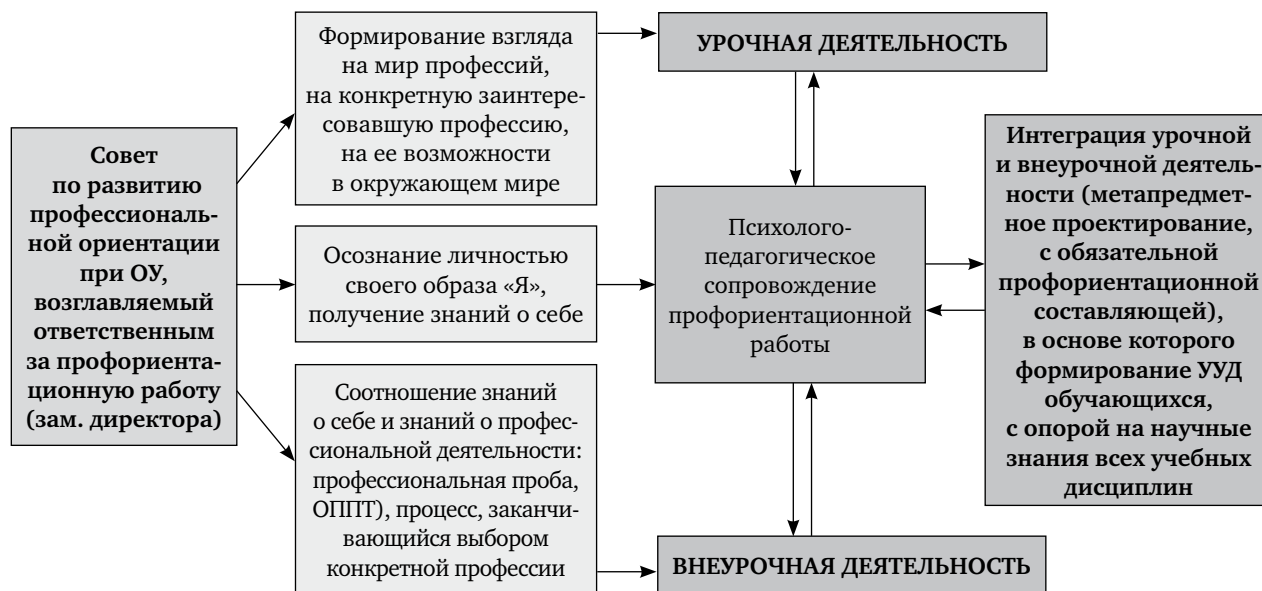 Совет
по развитию
профессиональ-
ной ориентации
при ОУ,
возглавляемый
ответственным
за профориента-
ционную работу
(зам. директора)
Формирование взгляда
на мир профессий,
на конкретную заинтере-
совавшую профессию,
на ее возможности
в окружающем мире
Осознание личностью
своего образа «Я»,
получение знаний о себе
Соотношение знаний
о себе и знаний о профес-
сиональной деятельности:
профессиональная проба,
ОППТ), процесс, заканчи-
вающийся выбором
конкретной профессии
УРОЧНАЯ ДЕЯТЕЛЬНОСТЬ
Психолого-
педагогическое
сопровождение
профориентационной
работы
ВНЕУРОЧНАЯ ДЕЯТЕЛЬНОСТЬ
Интеграция урочной
и внеурочной деятель-
ности (метапредмет-
ное проектирование,
с обязательной
профориентационной
составляющей),
в основе которого
формирование УУД
обучающихся,
с опорой на научные
знания всех учебных
дисциплин